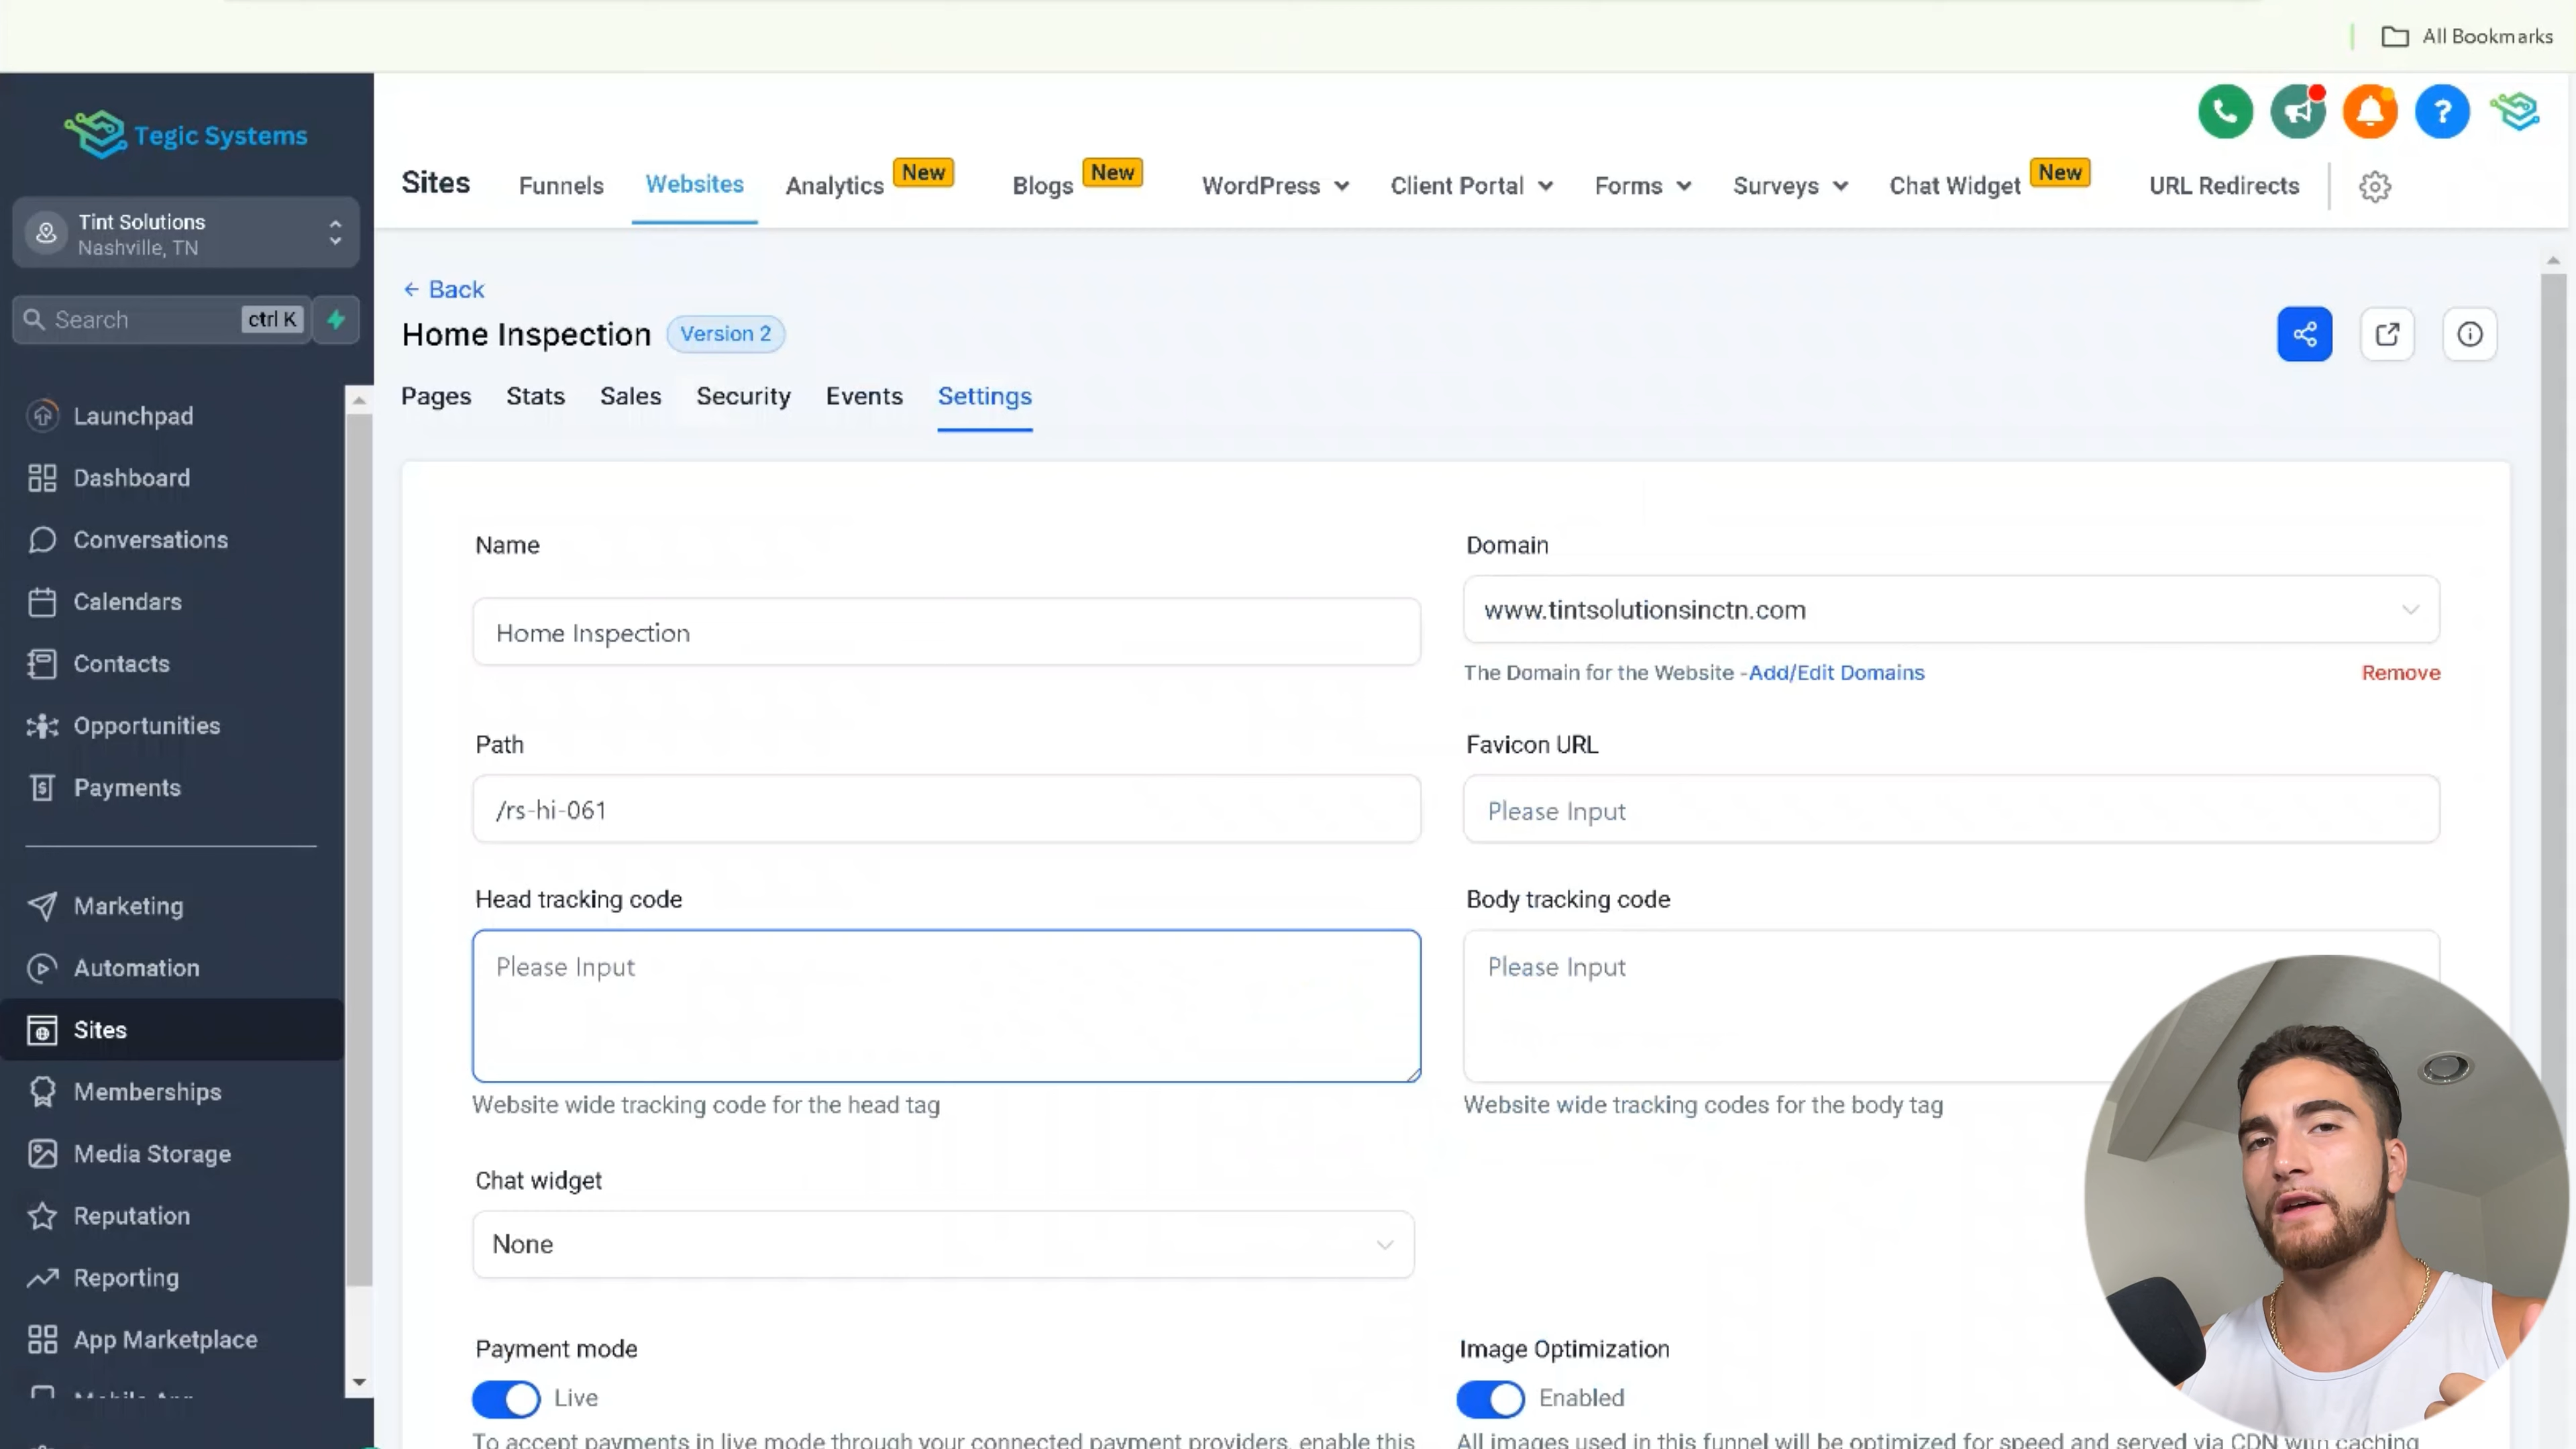 All Bookmarks
Tegic Systems
Tint Solutions
Nashville, TN
Search
ctrl K
Launchpad
Dashboard
Conversations
Calendars
Contacts
Opportunities
Payments
Marketing
Automation
Sites
Memberships
Media Storage
Reputation
Reporting
App Marketplace
Sites
Funnels
Websites
Analytics
New
Blogs
New
WordPress
Client Portal
Forms
Surveys
Chat Widget
New
URL Redirects
← Back
Home Inspection
Version 2
Pages
Stats
Sales
Security
Events
Settings
Name
Home Inspection
Domain
www.tintsolutionsinctn.com
The Domain for the Website -Add/Edit Domains
Remove
Path
/rs-hi-061
Favicon URL
Please Input
Head tracking code
Please Input
Website wide tracking code for the head tag
Body tracking code
Please Input
Website wide tracking codes for the body tag
Chat widget
None
Payment mode
Live
To accept payments in live mode through your connected payment providers, enable this
Image Optimization
Enabled
All images used in this funnel will be optimized for speed and served via CDN with caching